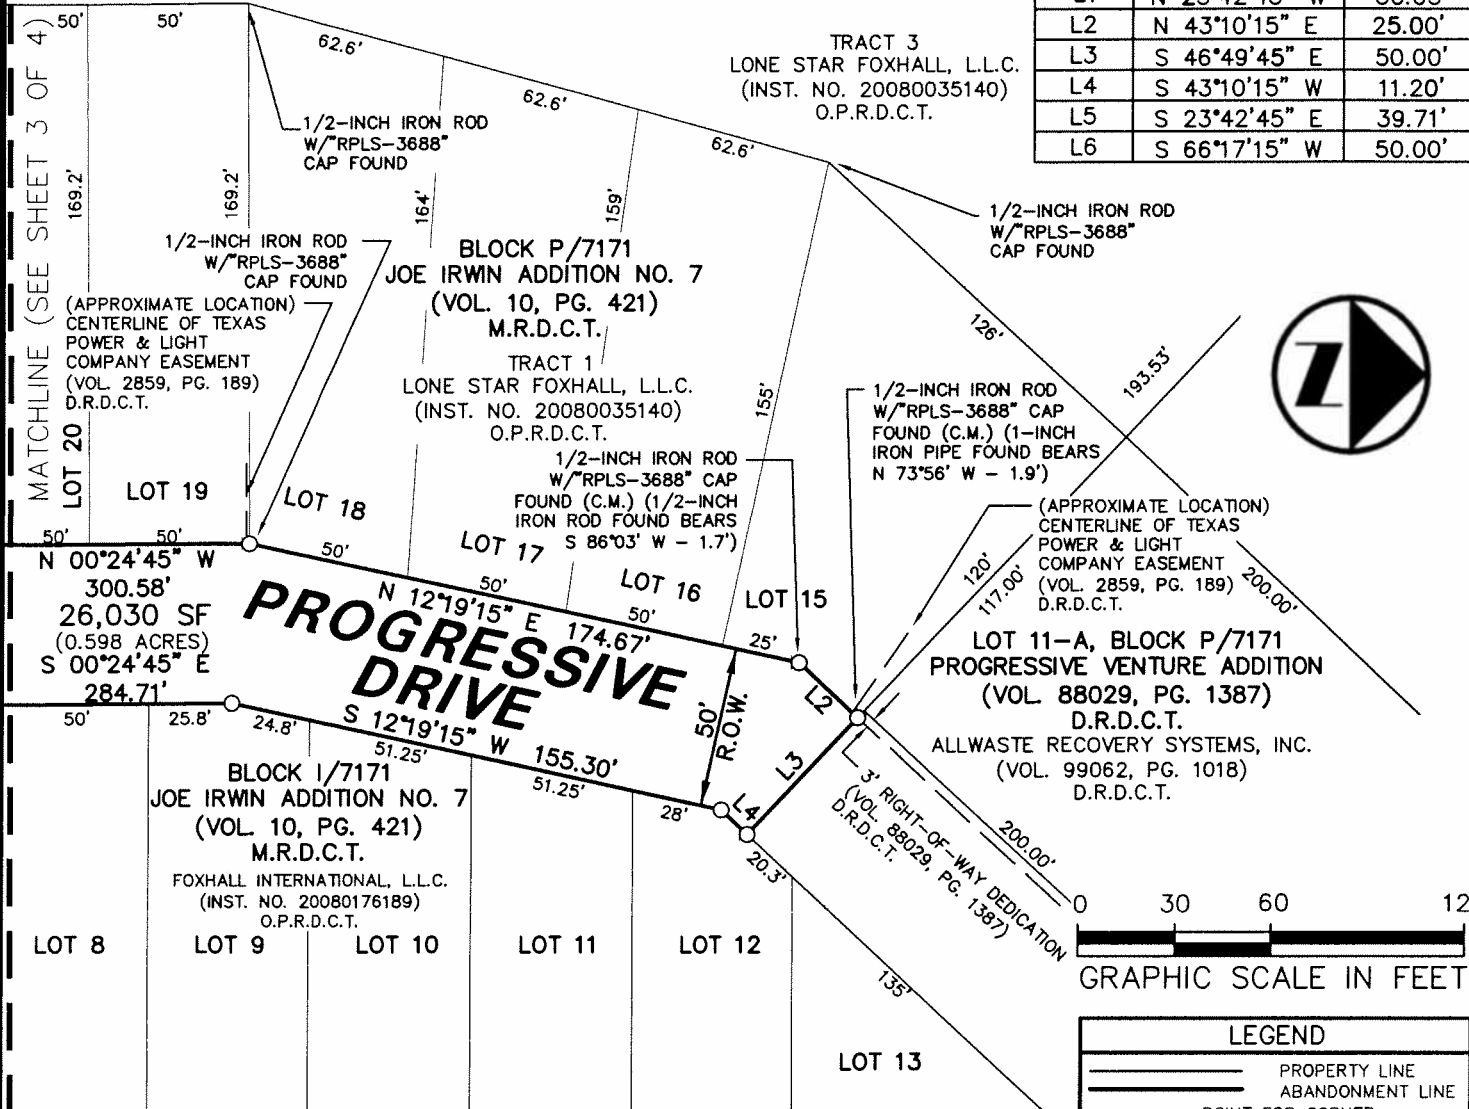 MATCHLINE (SEE SHEET 3 OF 4)
50'
50'
62.6'
62.6'
62.6'
TRACT 3
LONE STAR FOXHALL, L.L.C.
(INST. NO. 20080035140)
O.P.R.D.C.T.
L2 N 43°10'15" E 25.00'
L3 S 46°49'45" E 50.00'
L4 S 43°10'15" W 11.20'
L5 S 23°42'45" E 39.71'
L6 S 66°17'15" W 50.00'
1/2-INCH IRON ROD
W/"RPLS-3688"
CAP FOUND
169.2'
169.2'
164'
159'
155'
1/2-INCH IRON ROD
W/"RPLS-3688"
CAP FOUND
1/2-INCH IRON ROD
W/"RPLS-3688"
CAP FOUND
BLOCK P/7171
JOE IRWIN ADDITION NO. 7
(VOL. 10, PG. 421)
M.R.D.C.T.
(APPROXIMATE LOCATION)
CENTERLINE OF TEXAS
POWER & LIGHT
COMPANY EASEMENT
(VOL. 2859, PG. 189)
D.R.D.C.T.
TRACT 1
LONE STAR FOXHALL, L.L.C.
(INST. NO. 20080035140)
O.P.R.D.C.T.
126'
193.53'
Z
1/2-INCH IRON ROD
W/"RPLS-3688" CAP
FOUND (C.M.) (1-INCH
IRON PIPE FOUND BEARS
N 73°56' W - 1.9')
1/2-INCH IRON ROD
W/"RPLS-3688" CAP
FOUND (C.M.) (1/2-INCH
IRON ROD FOUND BEARS
S 86°03' W - 1.7')
LOT 20
LOT 19
LOT 18
LOT 17
LOT 16
LOT 15
50'
50'
50'
50'
50'
25'
(APPROXIMATE LOCATION)
CENTERLINE OF TEXAS
POWER & LIGHT
COMPANY EASEMENT
(VOL. 2859, PG. 189)
D.R.D.C.T.
120'
117.00'
200.00'
N 00°24'45" W
300.58'
26,030 SF
(0.598 ACRES)
S 00°24'45" E
284.71'
N 12°19'15" E 174.67'
PROGRESSIVE
DRIVE
S 12°19'15" W 155.30'
50'
R.O.W.
L2
L3
L4
LOT 11-A, BLOCK P/7171
PROGRESSIVE VENTURE ADDITION
(VOL. 88029, PG. 1387)
D.R.D.C.T.
ALLWASTE RECOVERY SYSTEMS, INC.
(VOL. 99062, PG. 1018)
D.R.D.C.T.
50'
25.8'
24.8'
51.25'
51.25'
28'
20.3'
3' RIGHT-OF-WAY DEDICATION
(VOL. 88029, PG. 1387)
D.R.D.C.T.
200.00'
BLOCK I/7171
JOE IRWIN ADDITION NO. 7
(VOL. 10, PG. 421)
M.R.D.C.T.
FOXHALL INTERNATIONAL, L.L.C.
(INST. NO. 20080176189)
O.P.R.D.C.T.
LOT 8
LOT 9
LOT 10
LOT 11
LOT 12
135'
LOT 13
0 30 60 12
GRAPHIC SCALE IN FEET
LEGEND
PROPERTY LINE
ABANDONMENT LINE